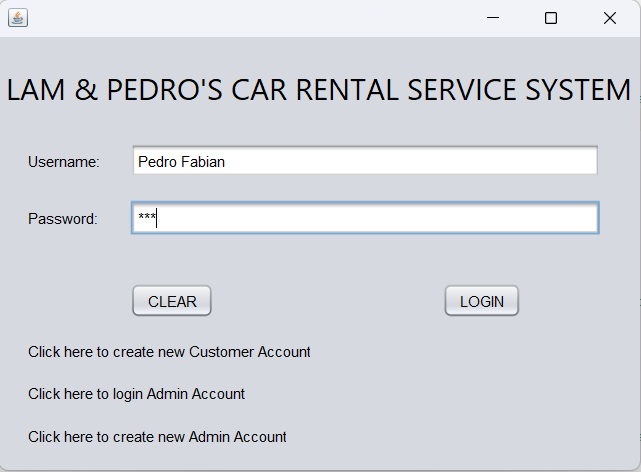 LAM & PEDRO'S CAR RENTAL SERVICE SYSTEM
Username: Pedro Fabian
Password: ***
CLEAR LOGIN
Click here to create new Customer Account
Click here to login Admin Account
Click here to create new Admin Account